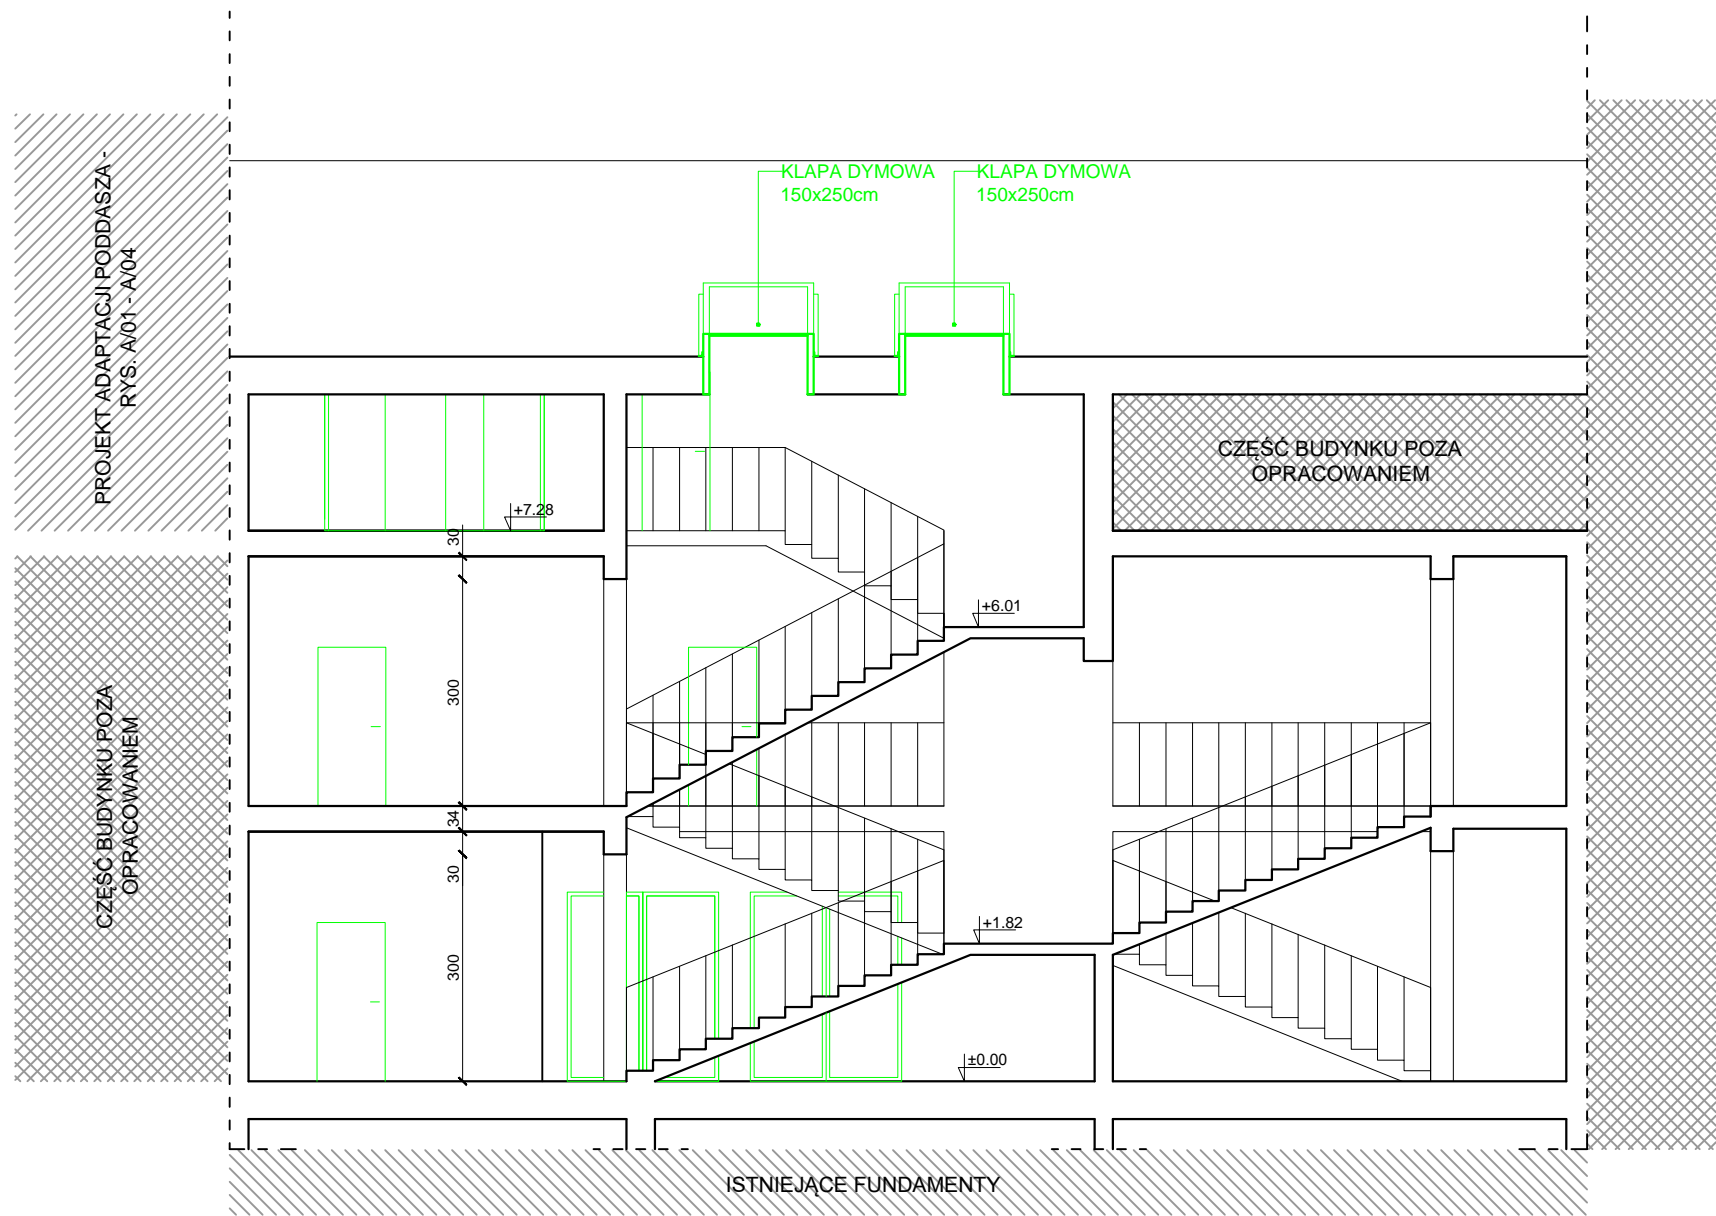 KLAPA DYMOWA
150x250cm
KLAPA DYMOWA
150x250cm
PROJEKT ADAPTACJI PODDASZA -
RYS. A/01 - A/04
CZĘŚĆ BUDYNKU POZA
OPRACOWANIEM
+7.28
30
+6.01
300
CZĘŚĆ BUDYNKU POZA
OPRACOWANIEM
34
30
+1.82
300
±0.00
ISTNIEJĄCE FUNDAMENTY